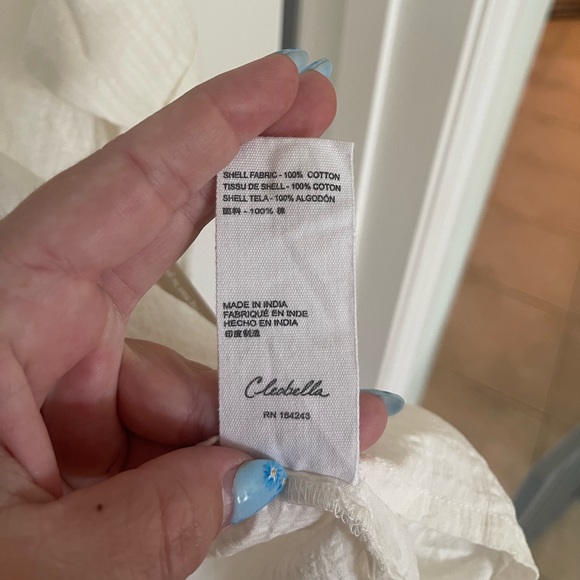 SHELL FABRIC - 100% COTTON
TISSU DE SHELL - 100% COTON
SHELL TELA - 100% ALGODÓN
面料 - 100% 棉
MADE IN INDIA
FABRIQUÉ EN INDE
HECHO EN INDIA
印度制造
Cleobella
RN 164243